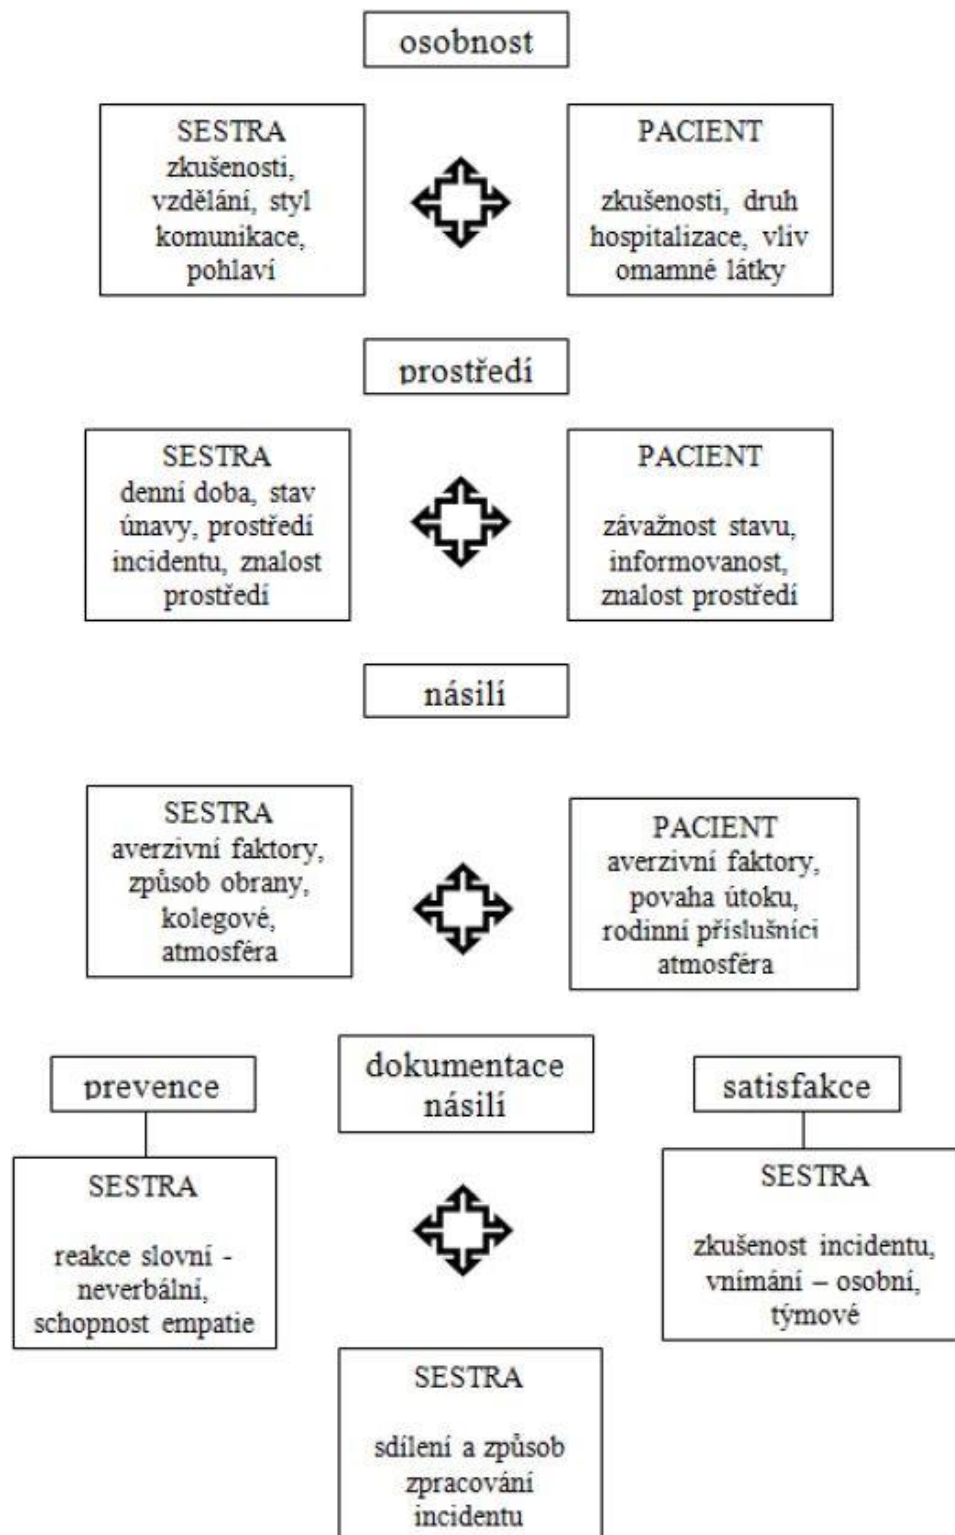 osobnost
SESTRA
zkušenosti,
vzdělání, styl
komunikace,
pohlaví
PACIENT
zkušenosti, druh
hospitalizace, vliv
omamné látky
prostředí
SESTRA
denní doba, stav
únavy, prostředí
incidentu, znalost
prostředí
PACIENT
závažnost stavu,
informovanost,
znalost prostředí
násilí
SESTRA
averzivní faktory,
způsob obrany,
kolegové,
atmosféra
PACIENT
averzivní faktory,
povaha útoku,
rodinní příslušníci
atmosféra
prevence
dokumentace
násilí
satisfakce
SESTRA
reakce slovní -
neverbální,
schopnost empatie
SESTRA
zkušenost incidentu,
vnímání – osobní,
týmové
SESTRA
sdílení a způsob
zpracování
incidentu